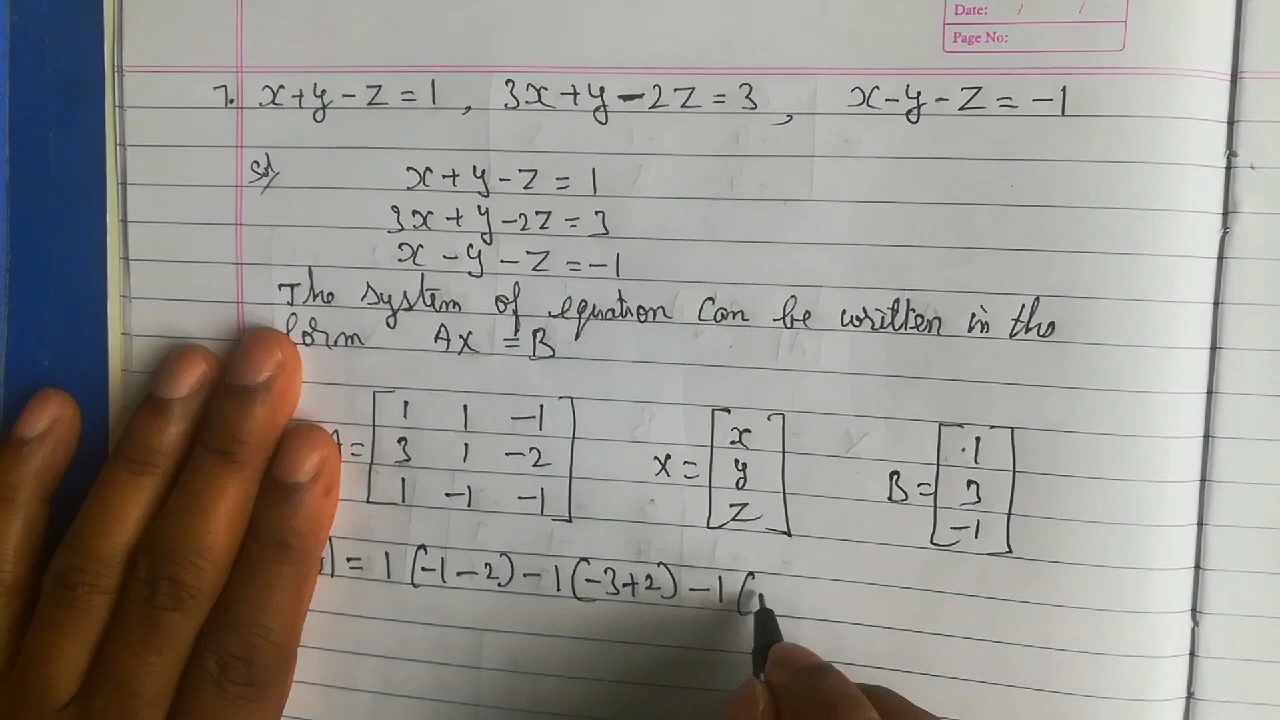 Date: / /
Page No:
7. x+y-z=1, 3x+y-2z=3, x-y-z=-1
Sol
x+y-z=1
3x+y-2z=3
x-y-z=-1
The system of equation can be written in the
form AX=B
A= [1 1 -1 X= [x B= [1
3 1 -2 y 3
1 -1 -1] z] -1]
| = 1(-1-2)-1(-3+2)-1(